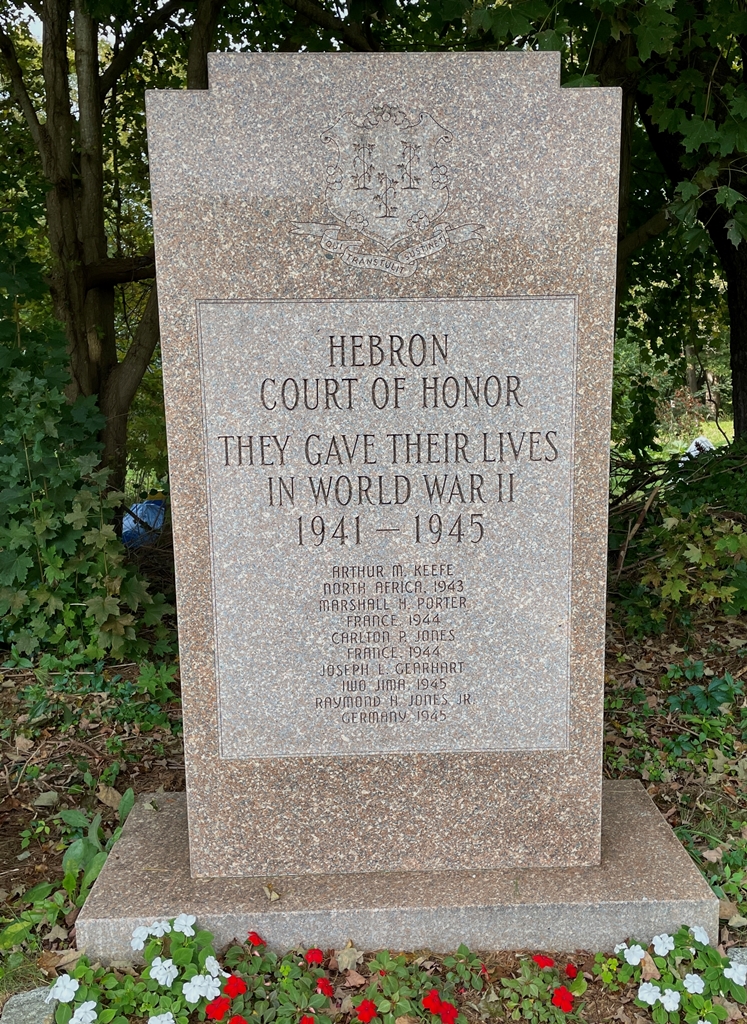 QUI TRANSTULIT SUSTINET
HEBRON
COURT OF HONOR
THEY GAVE THEIR LIVES
IN WORLD WAR II
1941 — 1945
ARTHUR M. KEEFE
NORTH AFRICA, 1943
MARSHALL H. PORTER
FRANCE, 1944
CARLTON P. JONES
FRANCE, 1944
JOSEPH L. GEARHART
IWO JIMA, 1945
RAYMOND H. JONES, JR.
GERMANY, 1945